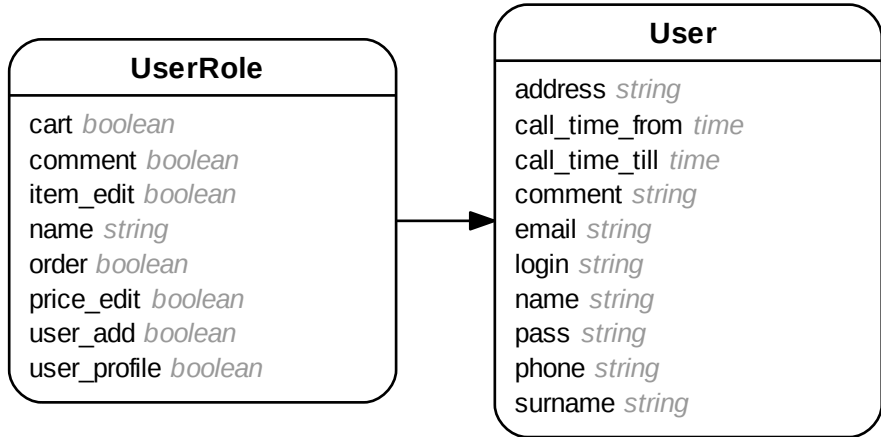 UserRole
cart boolean
comment boolean
item_edit boolean
name string
order boolean
price_edit boolean
user_add boolean
user_profile boolean
User
address string
call_time_from time
call_time_till time
comment string
email string
login string
name string
pass string
phone string
surname string